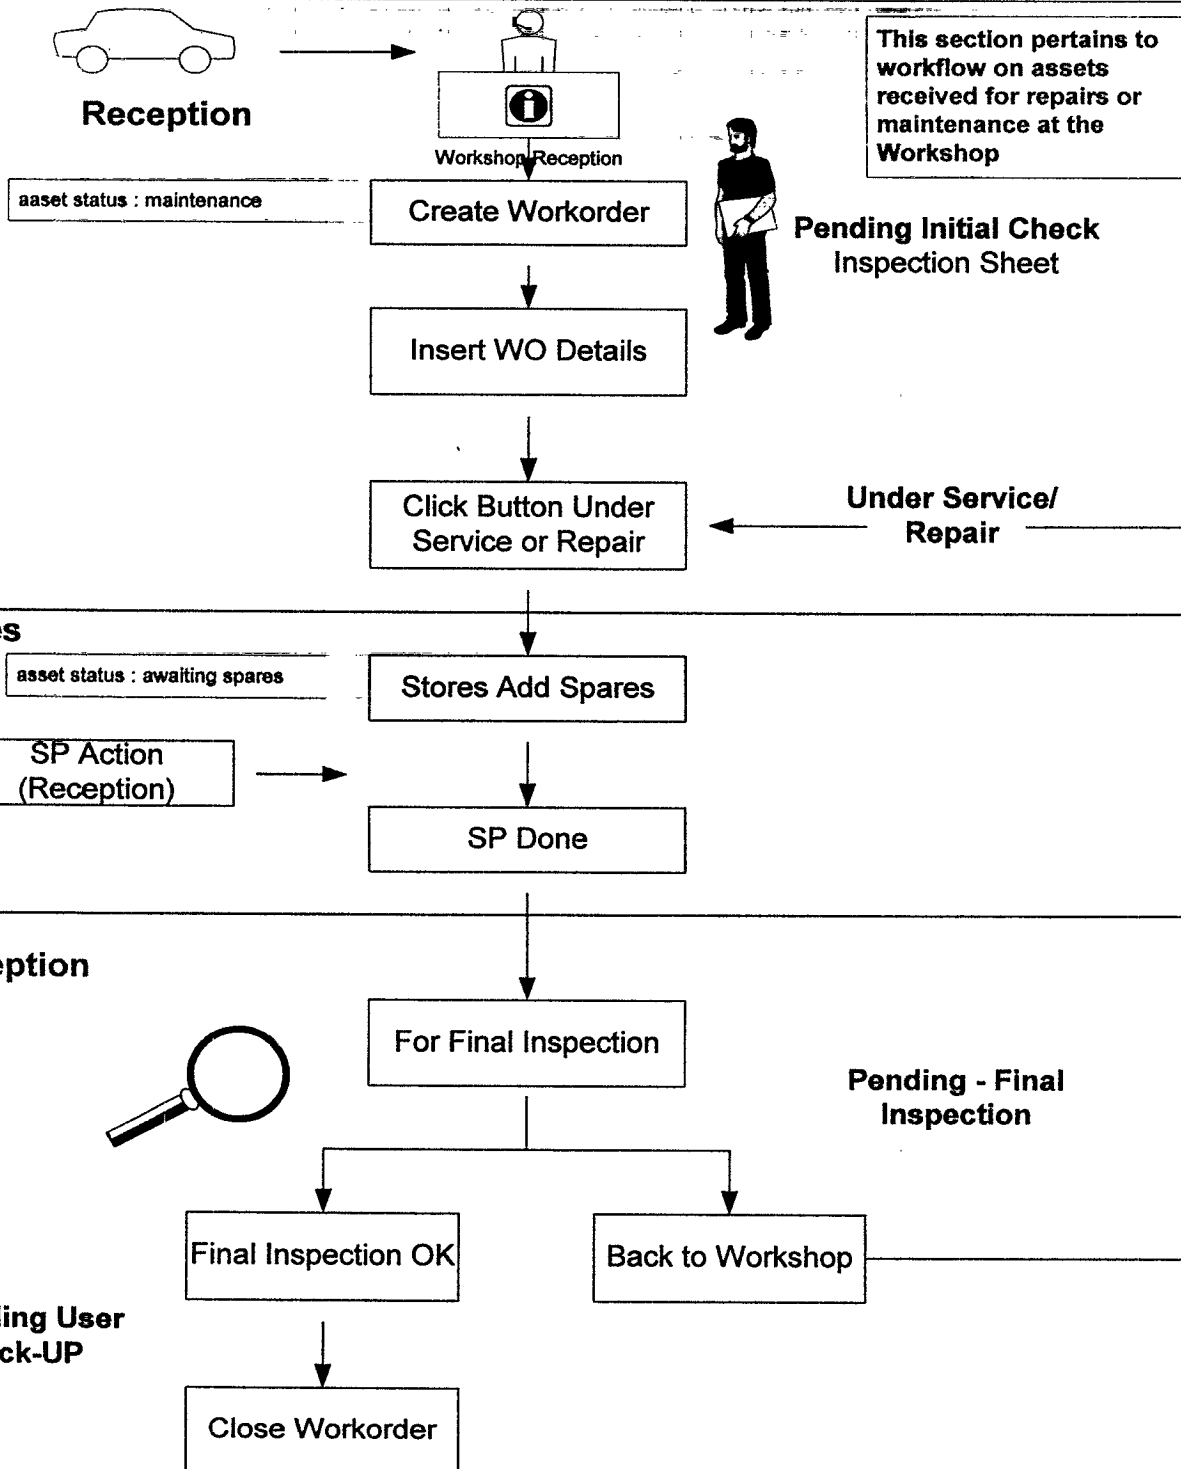 This section pertains to
workflow on assets
received for repairs or
maintenance at the
Workshop
Reception
Workshop Reception
aaset status : maintenance
Create Workorder
Pending Initial Check
Inspection Sheet
Insert WO Details
Click Button Under
Service or Repair
Under Service/
Repair
es
asset status : awaiting spares
Stores Add Spares
SP Action
(Reception)
SP Done
eption
For Final Inspection
Pending - Final
Inspection
Final Inspection OK
Back to Workshop
ling User
ck-UP
Close Workorder